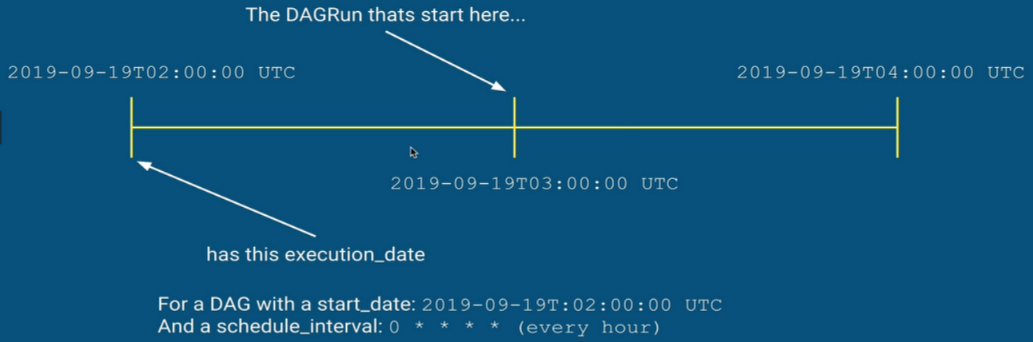 The DAGRun thats start here...
2019-09-19T02:00:00 UTC
2019-09-19T04:00:00 UTC
2019-09-19T03:00:00 UTC
has this execution_date
For a DAG with a start_date: 2019-09-19T:02:00:00 UTC
And a schedule_interval: 0 * * * * (every hour)